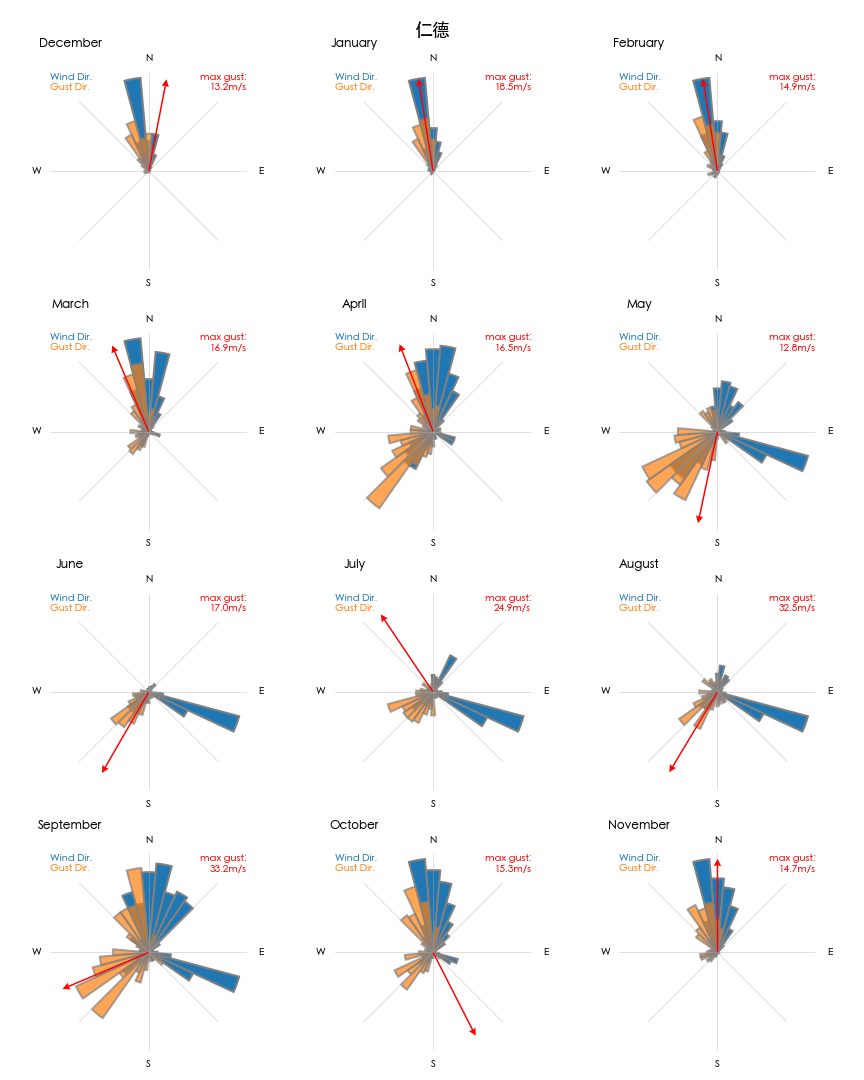 仁德
December
N
Wind Dir.
Gust Dir.
max gust:
13.2m/s
W
E
S
January
N
Wind Dir.
Gust Dir.
max gust:
18.5m/s
W
E
S
February
N
Wind Dir.
Gust Dir.
max gust:
14.9m/s
W
E
S
March
N
Wind Dir.
Gust Dir.
max gust:
16.9m/s
W
E
S
April
N
Wind Dir.
Gust Dir.
max gust:
16.5m/s
W
E
S
May
N
Wind Dir.
Gust Dir.
max gust:
12.8m/s
W
E
S
June
N
Wind Dir.
Gust Dir.
max gust:
17.0m/s
W
E
S
July
N
Wind Dir.
Gust Dir.
max gust:
24.9m/s
W
E
S
August
N
Wind Dir.
Gust Dir.
max gust:
32.5m/s
W
E
S
September
N
Wind Dir.
Gust Dir.
max gust:
33.2m/s
W
E
S
October
N
Wind Dir.
Gust Dir.
max gust:
15.3m/s
W
E
S
November
N
Wind Dir.
Gust Dir.
max gust:
14.7m/s
W
E
S